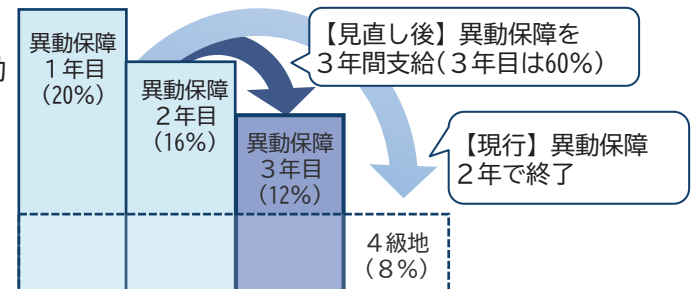 異動保障
1年目
(20%)
異動保障
2年目
(16%)
異動保障
3年目
(12%)
4級地
(8%)
【見直し後】異動保障を
3年間支給(3年目は60%)
【現行】異動保障
2年で終了